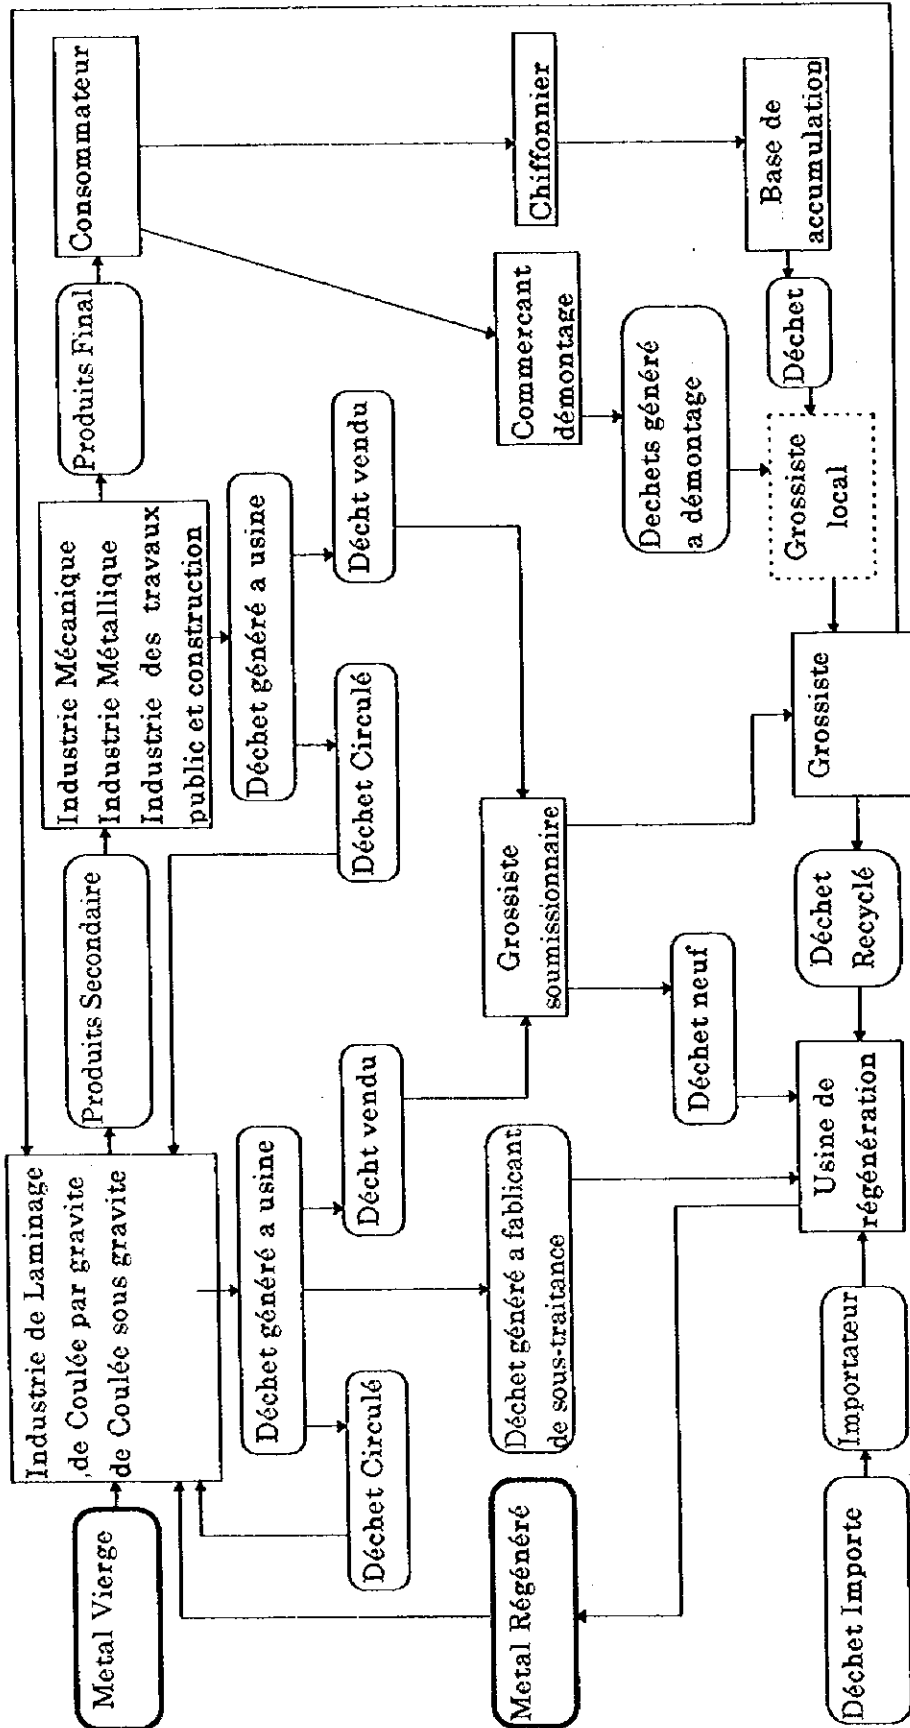 Metal Vierge
Industrie de Laminage
,de Coulée par gravite
de Coulée sous gravite
Produits Secondaire
Industrie Mécanique
Industrie Métallique
Industrie des travaux
public et construction
Produits Final
Consommateur
Déchet généré a usine
Déchet généré a usine
Déchet Circulé
Décht vendu
Déchet Circulé
Décht vendu
Metal Régénéré
Déchet généré a fablicant
de sous-traitance
Grossiste
soumissionnaire
Commercant
démontage
Chiffonnier
Déchet neuf
Dechets généré
a démontage
Déchet Importe
Importateur
Usine de
régénération
Déchet
Recyclé
Grossiste
Grossiste
local
Déchet
Base de
accumulation